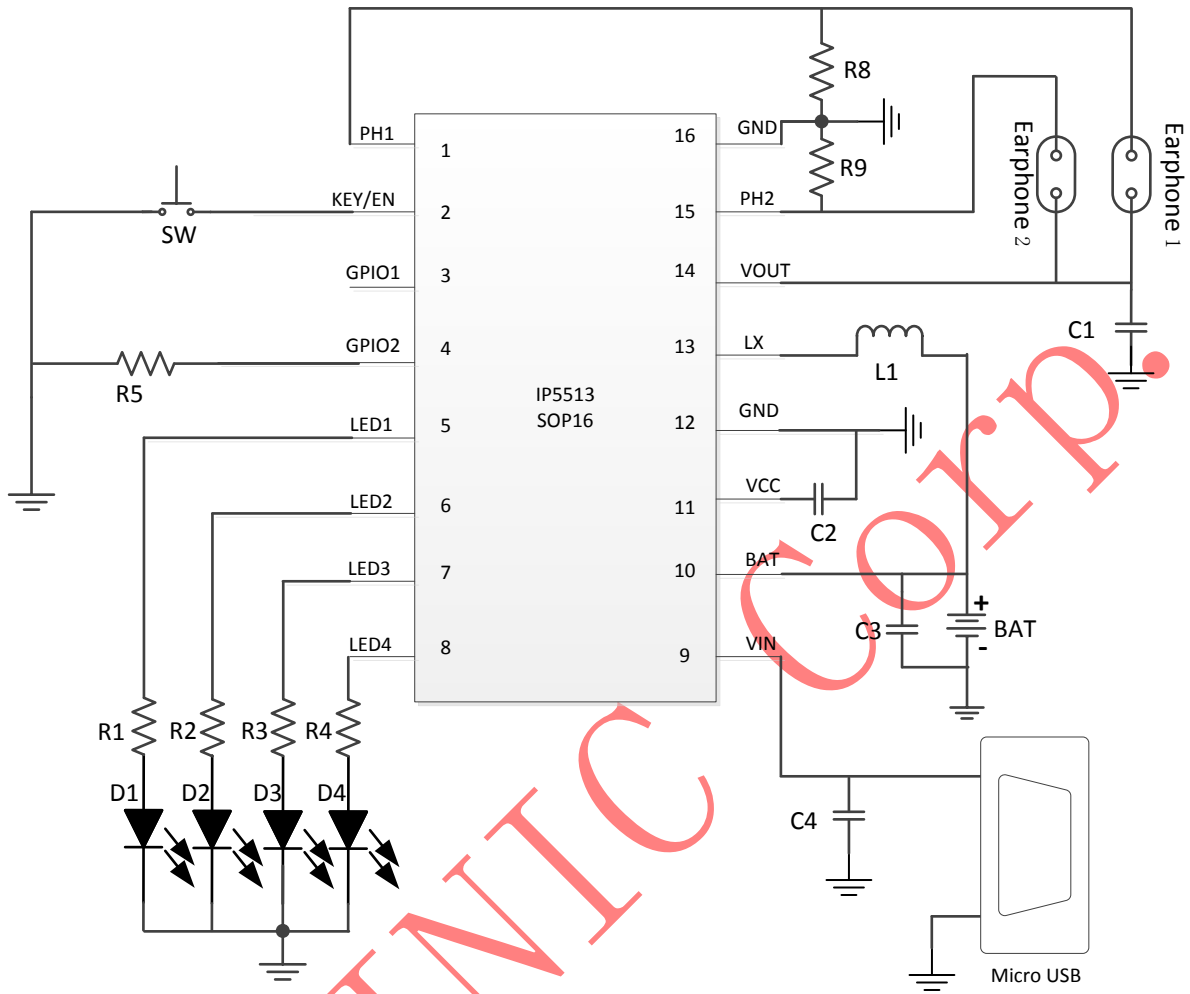 R8
PH1
1
16
GND
R9
KEY/EN
2
15
PH2
SW
Earphone 2
Earphone 1
GPIO1
3
14
VOUT
C1
GPIO2
4
13
LX
L1
R5
IP5513
SOP16
LED1
5
12
GND
LED2
6
11
VCC
C2
LED3
7
10
BAT
LED4
8
9
VIN
C3
+
BAT
-
R1
R2
R3
R4
D1
D2
D3
D4
C4
Micro USB
NIC Corp.